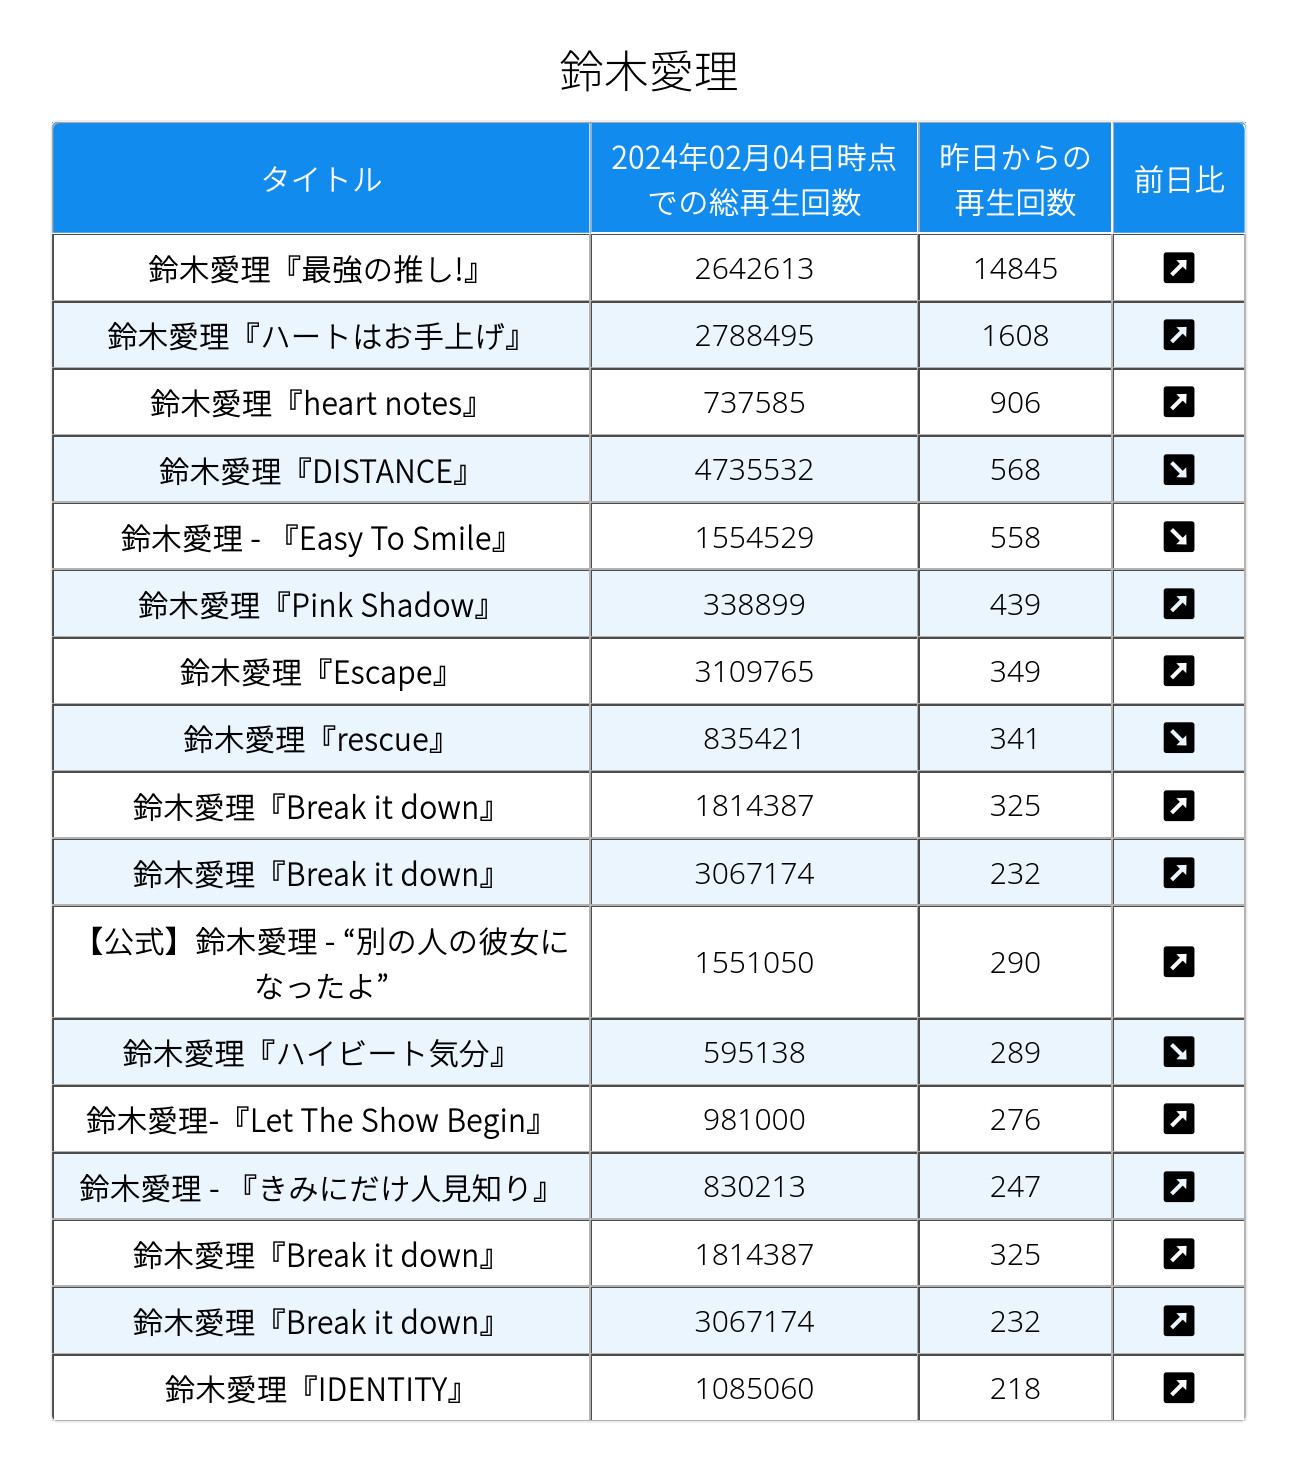 鈴木愛理
タイトル
2024年02月04日時点
での総再生回数
昨日からの
再生回数
前日比
鈴木愛理『最強の推し!』 2642613 14845 ↗
鈴木愛理『ハートはお手上げ』 2788495 1608 ↗
鈴木愛理『heart notes』 737585 906 ↗
鈴木愛理『DISTANCE』 4735532 568 ↘
鈴木愛理 - 『Easy To Smile』 1554529 558 ↘
鈴木愛理『Pink Shadow』 338899 439 ↗
鈴木愛理『Escape』 3109765 349 ↗
鈴木愛理『rescue』 835421 341 ↘
鈴木愛理『Break it down』 1814387 325 ↗
鈴木愛理『Break it down』 3067174 232 ↗
【公式】鈴木愛理 - “別の人の彼女に
なったよ” 1551050 290 ↗
鈴木愛理『ハイビート気分』 595138 289 ↘
鈴木愛理-『Let The Show Begin』 981000 276 ↗
鈴木愛理 - 『きみにだけ人見知り』 830213 247 ↗
鈴木愛理『Break it down』 1814387 325 ↗
鈴木愛理『Break it down』 3067174 232 ↗
鈴木愛理『IDENTITY』 1085060 218 ↗